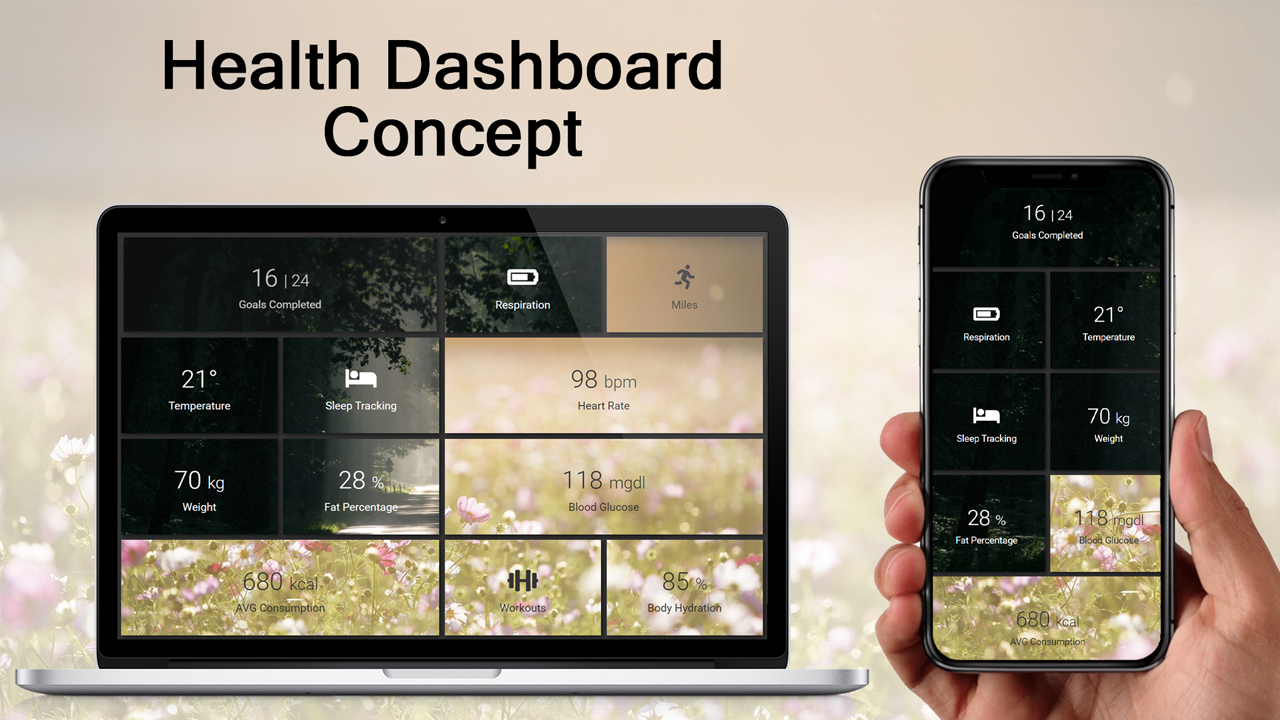 Health Dashboard
Concept
16 | 24
Goals Completed
Respiration
Miles
21°
Temperature
Sleep Tracking
98 bpm
Heart Rate
70 kg
Weight
28 %
Fat Percentage
118 mgdl
Blood Glucose
680 kcal
AVG Consumption
Workouts
85 %
Body Hydration
16 | 24
Goals Completed
Respiration
21°
Temperature
Sleep Tracking
70 kg
Weight
28 %
Fat Percentage
118 mgdl
Blood Glucose
680 kcal
AVG Consumption